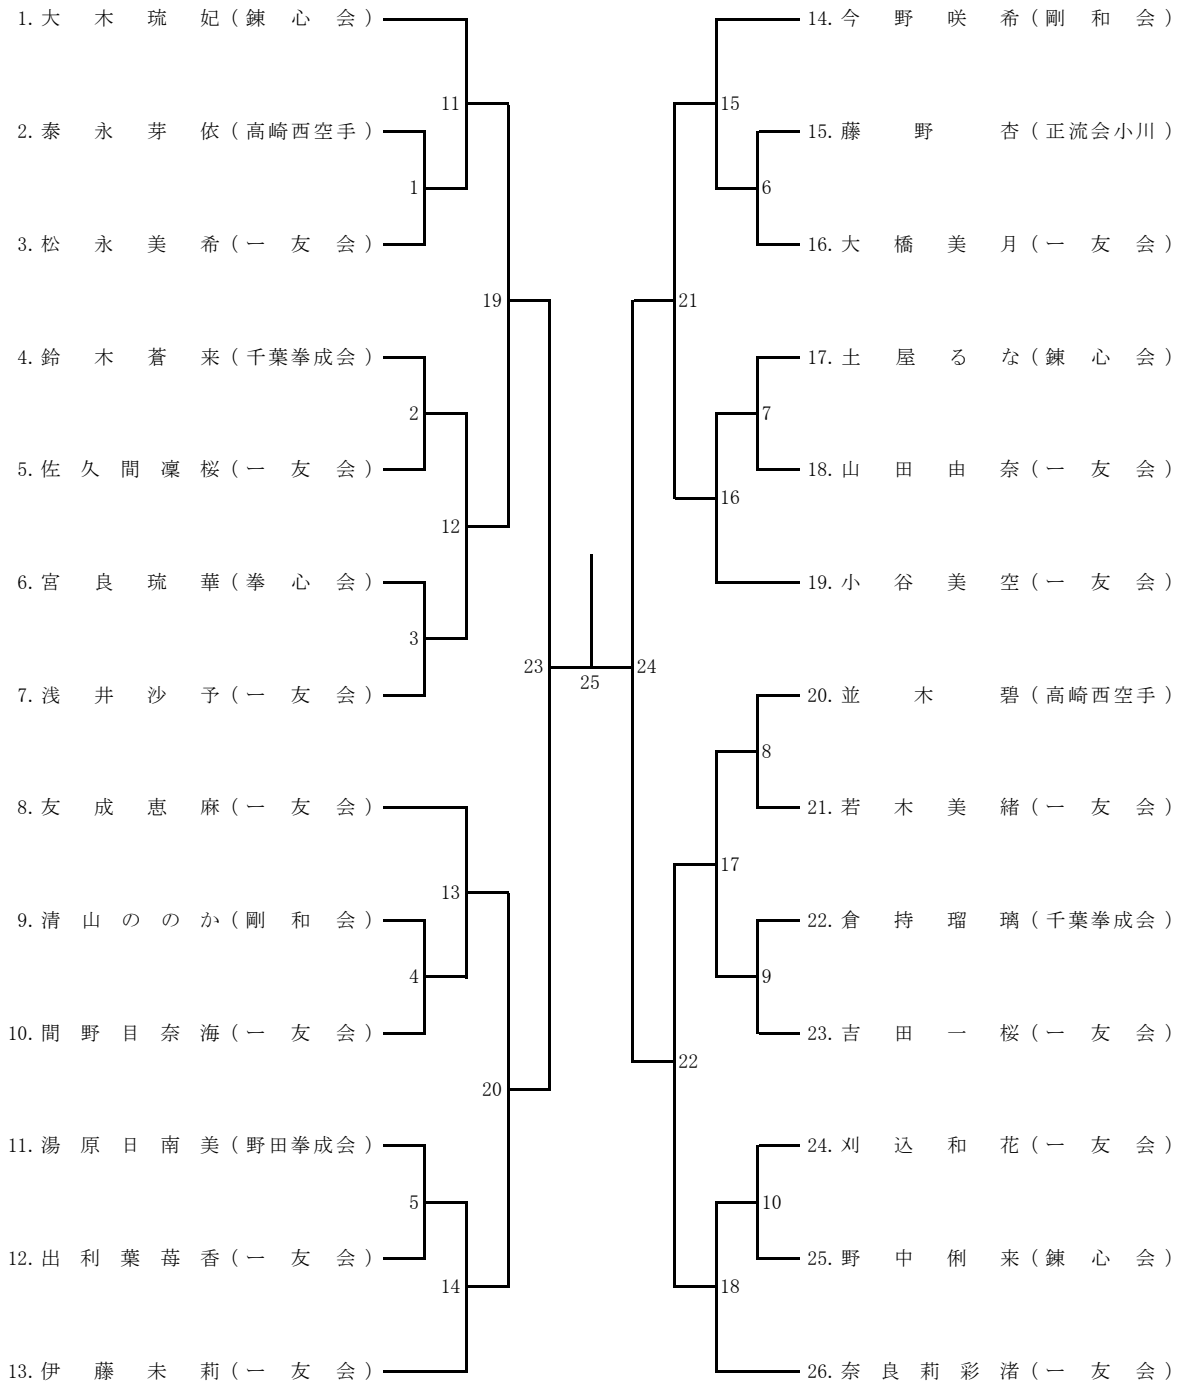 1. 大木琉妃(錬心会)
11
2. 泰永芽依(高崎西空手)
1
3. 松永美希(一友会)
19
4. 鈴木蒼来(千葉拳成会)
2
5. 佐久間凜桜(一友会)
12
6. 宮良琉華(拳心会)
3
7. 浅井沙予(一友会)
23
25
8. 友成恵麻(一友会)
13
9. 清山ののか(剛和会)
4
10. 間野目奈海(一友会)
20
11. 湯原日南美(野田拳成会)
5
12. 出利葉苺香(一友会)
14
13. 伊藤未莉(一友会)
14. 今野咲希(剛和会)
15
15. 藤野杏(正流会小川)
6
16. 大橋美月(一友会)
21
17. 土屋るな(錬心会)
7
18. 山田由奈(一友会)
16
19. 小谷美空(一友会)
24
20. 並木碧(高崎西空手)
8
21. 若木美緒(一友会)
17
22. 倉持瑠璃(千葉拳成会)
9
23. 吉田一桜(一友会)
22
24. 刈込和花(一友会)
10
25. 野中俐来(錬心会)
18
26. 奈良莉彩渚(一友会)